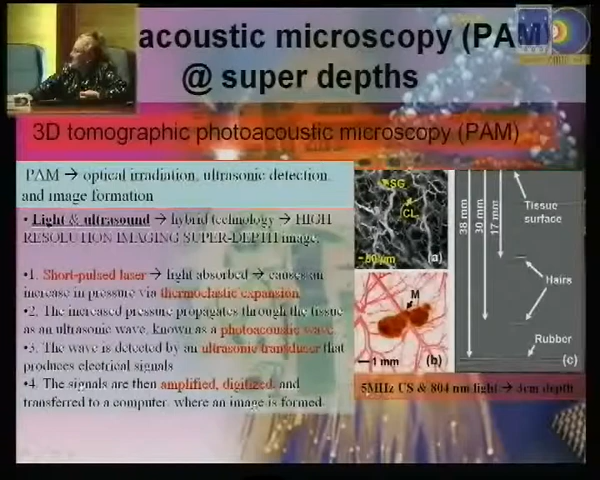 acoustic microscopy (PAM)
@ super depths
3D tomographic photoacoustic microscopy (PAM)
PAM → optical irradiation, ultrasonic detection,
and image formation
• Light & ultrasound → hybrid technology → HIGH
RESOLUTION IMAGING SUPER-DEPTH image.
•1. Short-pulsed laser → light absorbed → causes an
increase in pressure via thermoelastic expansion
•2. The increased pressure propagates through the tissue
as an ultrasonic wave, known as a photoacoustic wave.
•3. The wave is detected by an ultrasonic transducer that
produces electrical signals
•4. The signals are then amplified, digitized, and
transferred to a computer, where an image is formed.
SG
CL
50µm
(a)
M
1 mm
(b)
38 mm
30 mm
17 mm
Tissue
surface
Hairs
Rubber
(c)
5MHz US & 804 nm light → 3cm depth